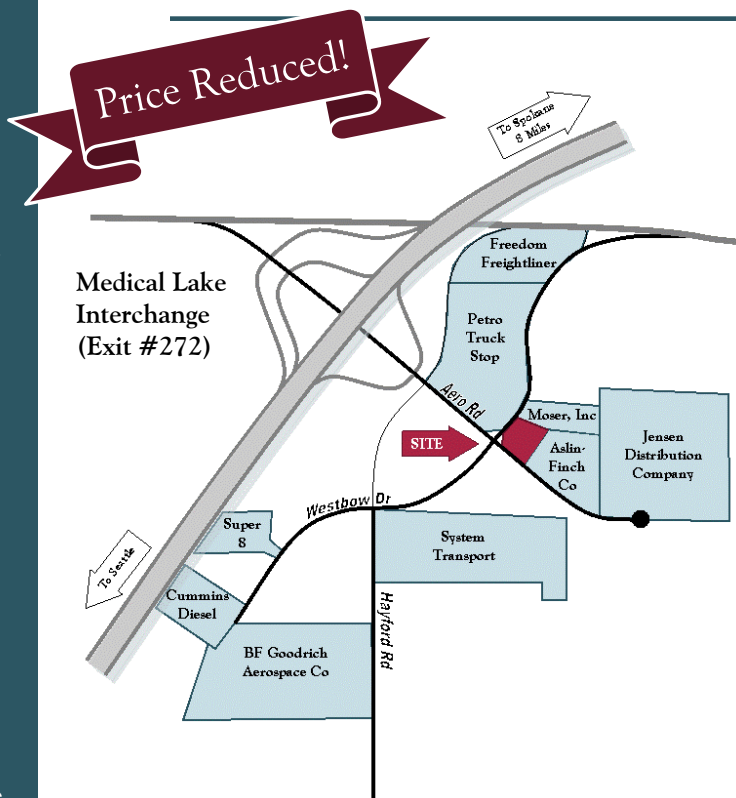 Price Reduced!
To Spokane
8 Miles
Freedom
Freightliner
Medical Lake
Interchange
(Exit #272)
Petro
Truck
Stop
Aero Rd
Moser, Inc
SITE
Aslin-
Finch
Co
Jensen
Distribution
Company
Westbow Dr
Super
8
System
Transport
To Seattle
Cummins
Diesel
Hayford Rd
BF Goodrich
Aerospace Co